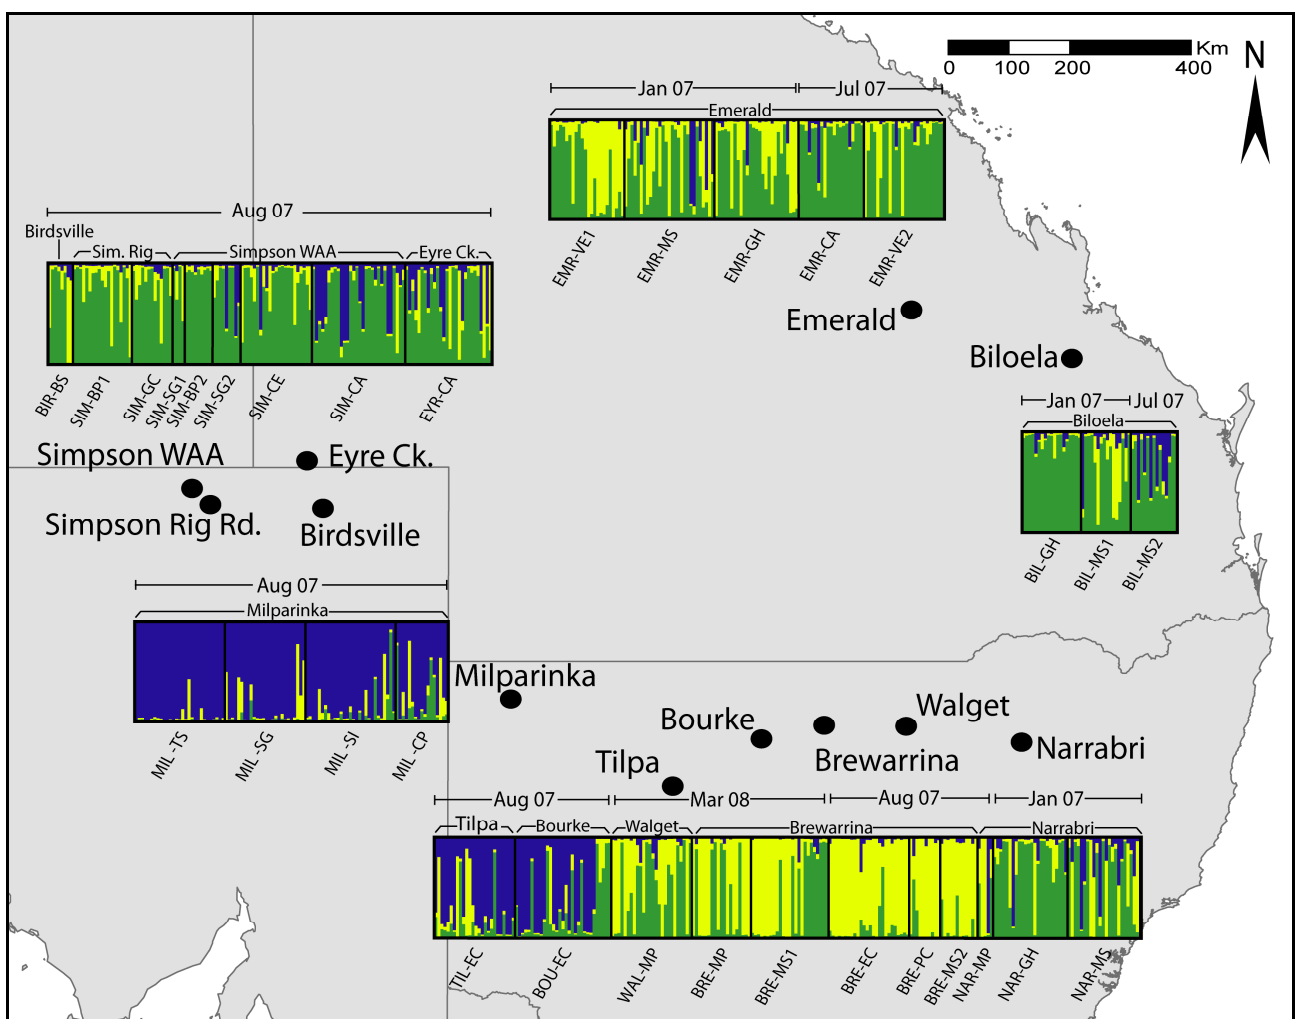 Km
N
0 100 200 400
Jan 07 Jul 07
Emerald
EMR-VE1 EMR-MS EMR-GH EMR-CA EMR-VE2
Aug 07
Birdsville
Sim. Rig Simpson WAA Eyre Ck.
BIR-BS SIM-BP1 SIM-GC SIM-SG1 SIM-BP2 SIM-SG2 SIM-CE SIM-CA EYR-CA
Emerald
Biloela
Jan 07 Jul 07
Biloela
BIL-GH BIL-MS1 BIL-MS2
Simpson WAA
Eyre Ck.
Simpson Rig Rd.
Birdsville
Aug 07
Milparinka
MIL-TS MIL-SG MIL-SI MIL-CP
Milparinka
Bourke
Walget
Brewarrina
Narrabri
Tilpa
Aug 07 Mar 08 Aug 07 Jan 07
Tilpa Bourke Walget Brewarrina Narrabri
TIL-EC BOU-EC WAL-MP BRE-MP BRE-MS1 BRE-EC BRE-PC BRE-MS2 NAR-MP NAR-GH NAR-MS